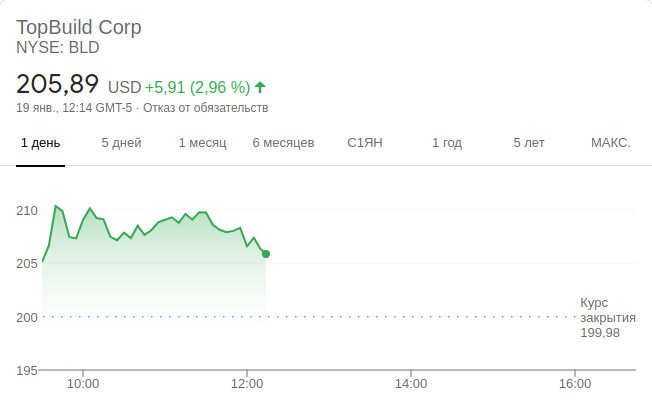 TopBuild Corp
NYSE: BLD
205,89 USD +5,91 (2,96 %)
19 янв., 12:14 GMT-5 · Отказ от обязательств
1 день 5 дней 1 месяц 6 месяцев С1ЯН 1 год 5 лет МАКС.
210
205
200
Курс
закрытия
199,98
195
10:00 12:00 14:00 16:00